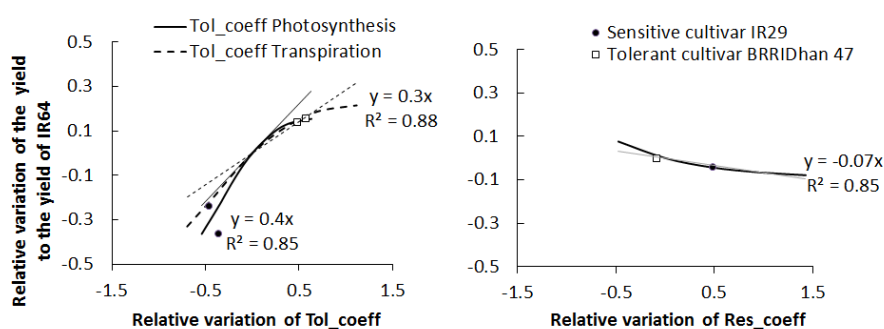 Relative variation of the yield
to the yield of IR64
0.5
0.3
0.1
-0.1
-0.3
-0.5
Tol_coeff Photosynthesis
Tol_coeff Transpiration
y = 0.3x
R² = 0.88
y = 0.4x
R² = 0.85
-1.5
-0.5
0.5
1.5
Relative variation of Tol_coeff
0.5
0.3
0.1
-0.1
-0.3
-0.5
Sensitive cultivar IR29
Tolerant cultivar BRRIDhan 47
y = -0.07x
R² = 0.85
-1.5
-0.5
0.5
1.5
Relative variation of Res_coeff